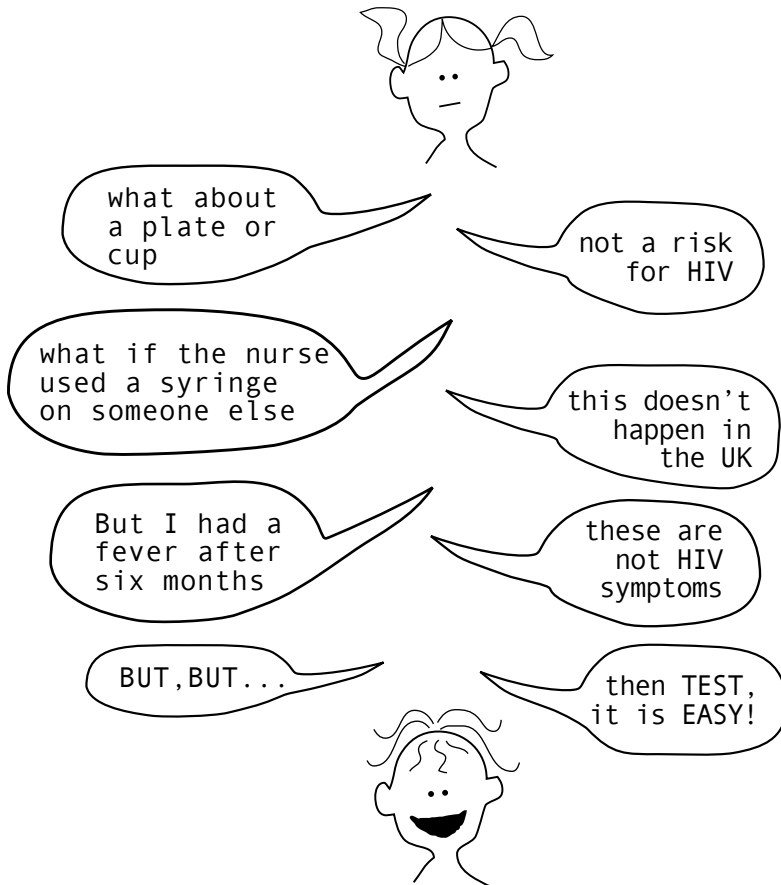 what about
a plate or
cup
not a risk
for HIV
what if the nurse
used a syringe
on someone else
this doesn’t
happen in
the UK
But I had a
fever after
six months
these are
not HIV
symptoms
BUT,BUT...
then TEST,
it is EASY!